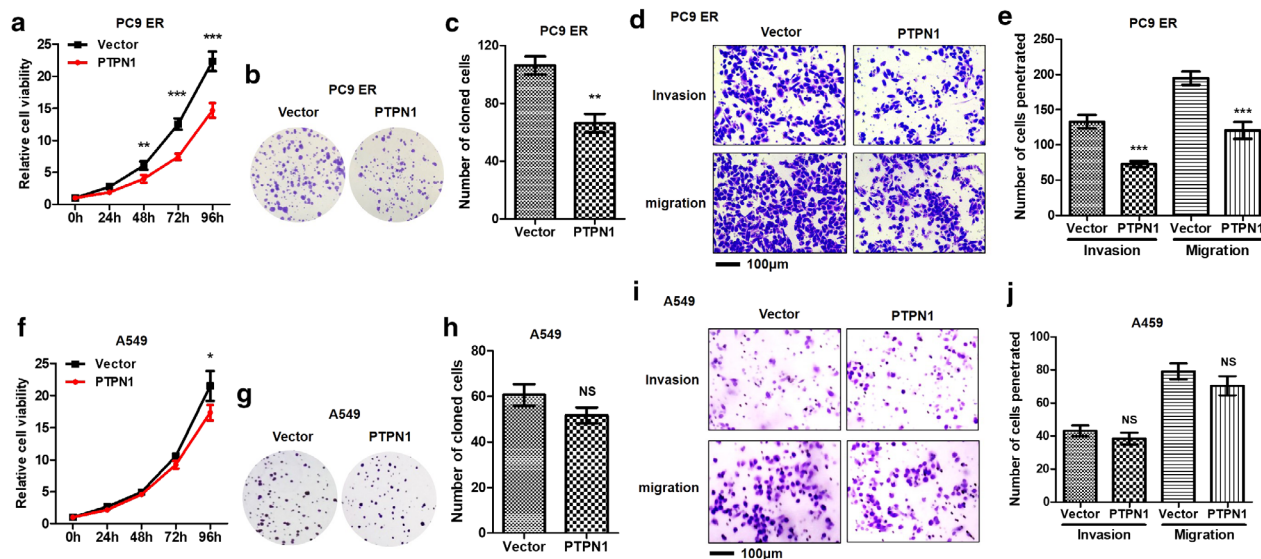 a
PC9 ER
Vector
PTPN1
Relative cell viability
25
20
15
10
5
0
**
***
***
0h 24h 48h 72h 96h
b
PC9 ER
Vector PTPN1
c
PC9 ER
Number of cloned cells
120
80
40
0
**
Vector PTPN1
d
PC9 ER
Vector PTPN1
Invasion
migration
100μm
e
PC9 ER
Number of cells penetrated
250
200
150
100
50
0
***
***
Vector PTPN1 Vector PTPN1
Invasion Migration
f
A549
Vector
PTPN1
Relative cell viability
25
20
15
10
5
0
*
0h 24h 48h 72h 96h
g
A549
Vector PTPN1
h
A549
Number of cloned cells
80
60
40
20
0
NS
Vector PTPN1
i
A549
Vector PTPN1
Invasion
migration
100μm
j
A459
Number of cells penetrated
100
80
60
40
20
0
NS
NS
Vector PTPN1 Vector PTPN1
Invasion Migration